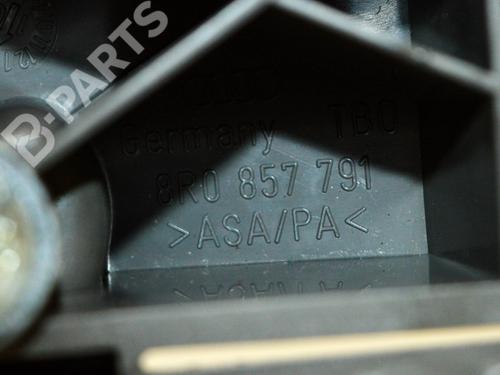 B-PARTS
Germany TBO
8R0 857 791
>ASA/PA<